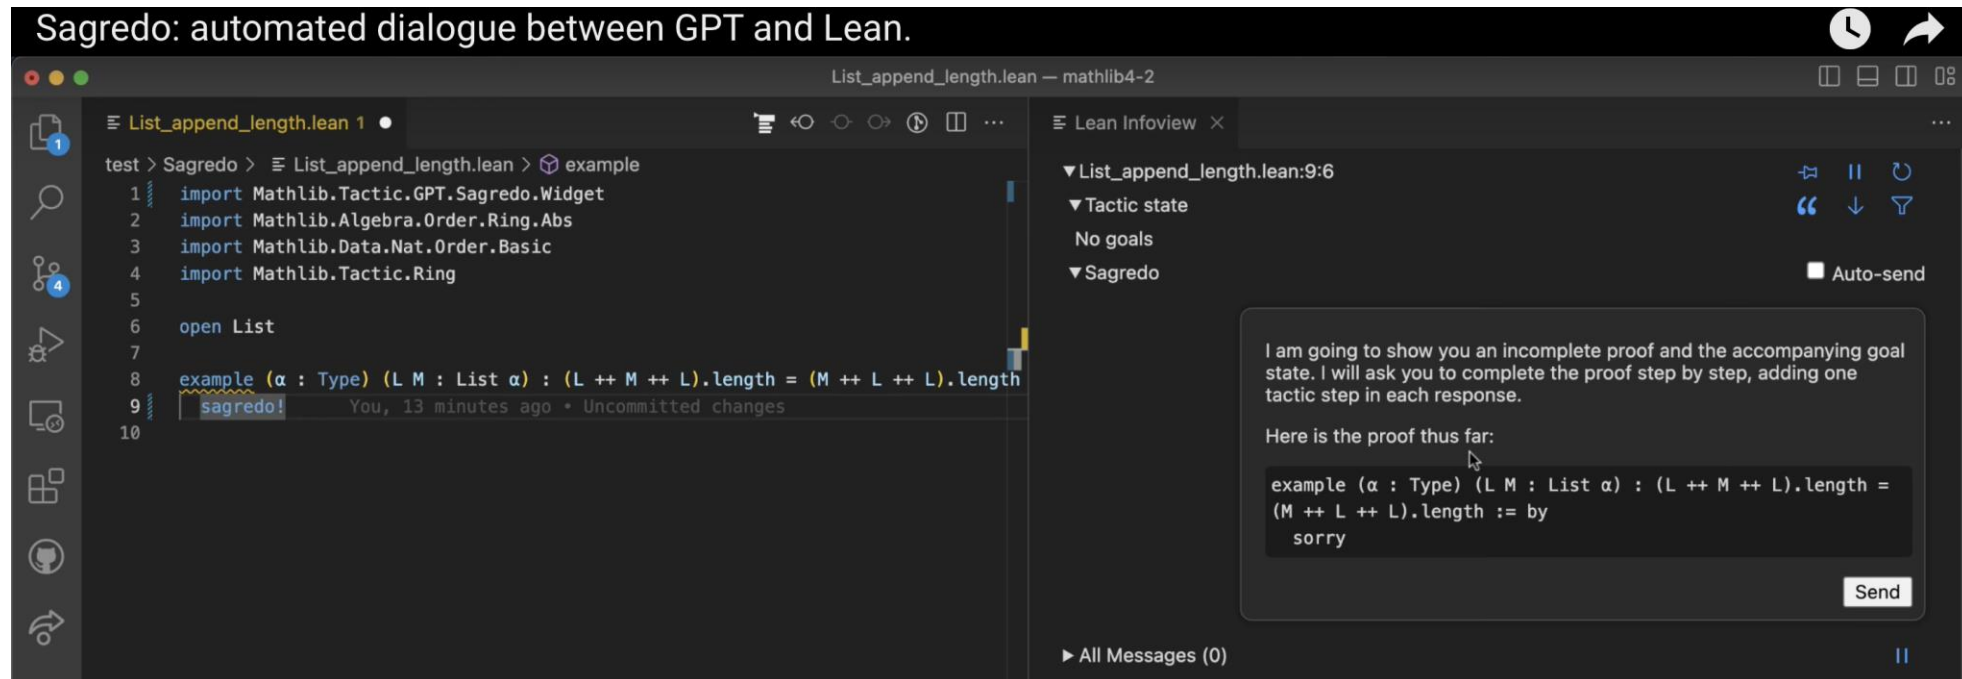 Sagredo: automated dialogue between GPT and Lean.
List_append_length.lean — mathlib4-2
List_append_length.lean 1
Lean Infoview
test > Sagredo > List_append_length.lean > example
1 import Mathlib.Tactic.GPT.Sagredo.Widget
2 import Mathlib.Algebra.Order.Ring.Abs
3 import Mathlib.Data.Nat.Order.Basic
4 import Mathlib.Tactic.Ring
5
6 open List
7
8 example (α : Type) (L M : List α) : (L ++ M ++ L).length = (M ++ L ++ L).length
9 sagredo! You, 13 minutes ago • Uncommitted changes
10
1
4
▼List_append_length.lean:9:6
▼Tactic state
No goals
▼Sagredo
Auto-send
I am going to show you an incomplete proof and the accompanying goal
state. I will ask you to complete the proof step by step, adding one
tactic step in each response.
Here is the proof thus far:
example (α : Type) (L M : List α) : (L ++ M ++ L).length =
(M ++ L ++ L).length := by
sorry
Send
▶All Messages (0)